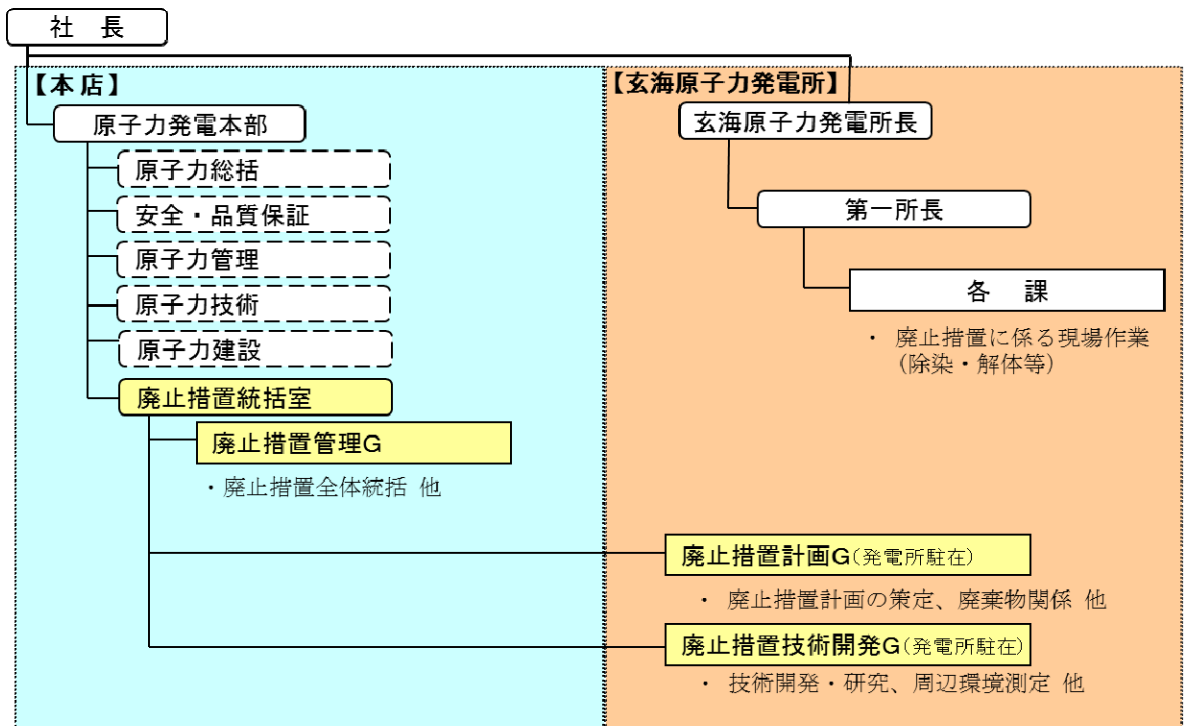 社　長
【本店】
原子力発電本部
原子力総括
安全・品質保証
原子力管理
原子力技術
原子力建設
廃止措置統括室
廃止措置管理G
・廃止措置全体統括 他
【玄海原子力発電所】
玄海原子力発電所長
第一所長
各　課
・ 廃止措置に係る現場作業
(除染・解体等)
廃止措置計画G(発電所駐在)
・ 廃止措置計画の策定、廃棄物関係 他
廃止措置技術開発G(発電所駐在)
・ 技術開発・研究、周辺環境測定 他